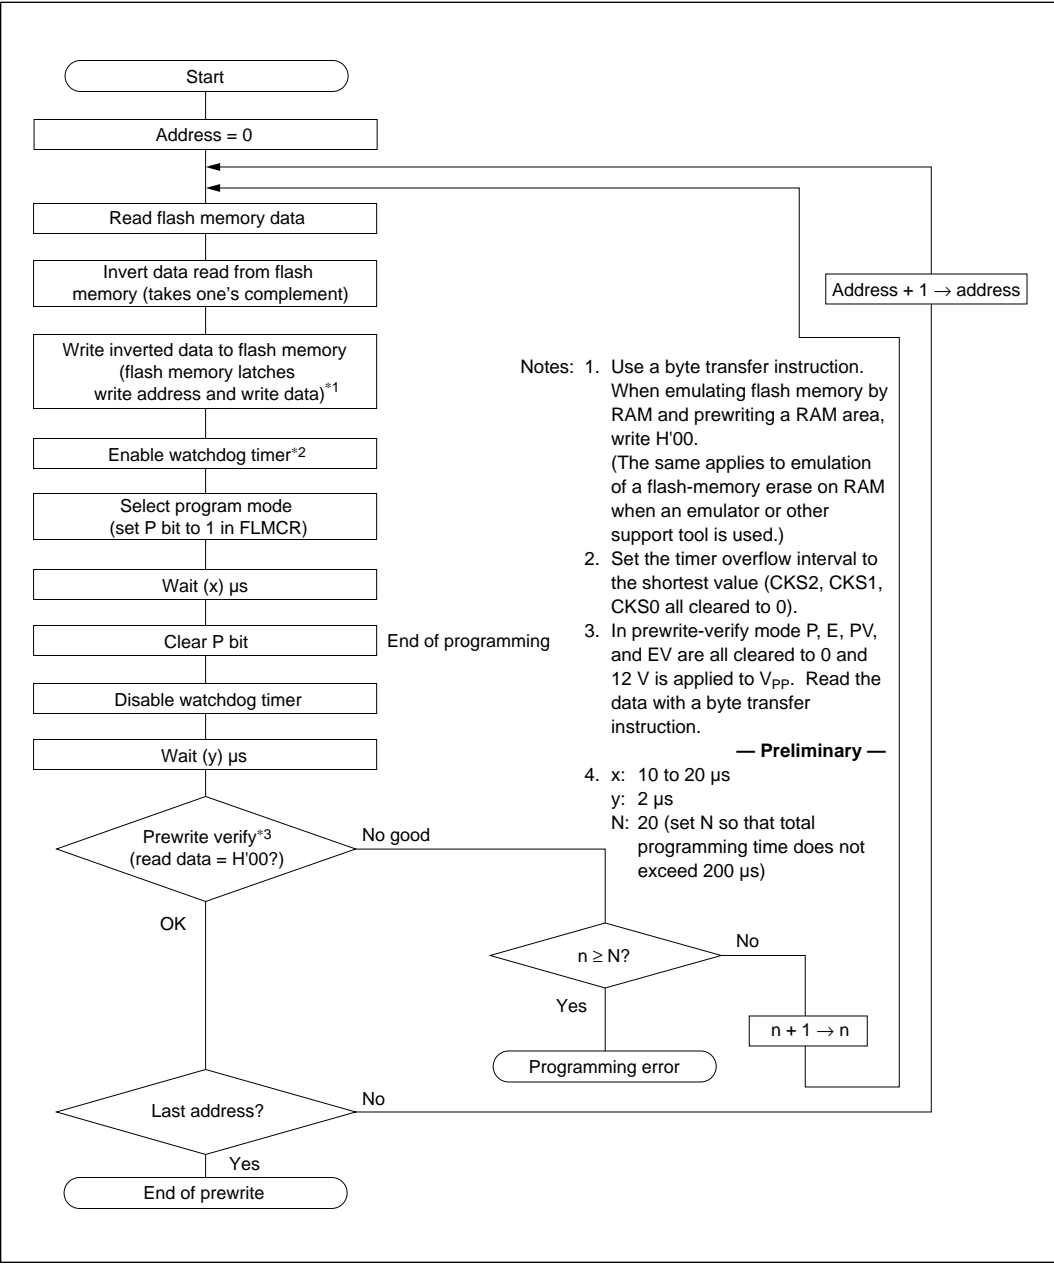 Start
Address = 0
Read flash memory data
Invert data read from flash
memory (takes one's complement)
Address + 1 → address
Write inverted data to flash memory
(flash memory latches
write address and write data)*1
Enable watchdog timer*2
Select program mode
(set P bit to 1 in FLMCR)
Wait (x) µs
Clear P bit
End of programming
Disable watchdog timer
Wait (y) µs
Notes: 1. Use a byte transfer instruction.
When emulating flash memory by
RAM and prewriting a RAM area,
write H'00.
(The same applies to emulation
of a flash-memory erase on RAM
when an emulator or other
support tool is used.)
2. Set the timer overflow interval to
the shortest value (CKS2, CKS1,
CKS0 all cleared to 0).
3. In prewrite-verify mode P, E, PV,
and EV are all cleared to 0 and
12 V is applied to VPP. Read the
data with a byte transfer
instruction.
— Preliminary —
4. x: 10 to 20 µs
y: 2 µs
N: 20 (set N so that total
programming time does not
exceed 200 µs)
Prewrite verify*3
(read data = H'00?)
No good
OK
n ≥ N?
No
Yes
n + 1 → n
Programming error
Last address?
No
Yes
End of prewrite